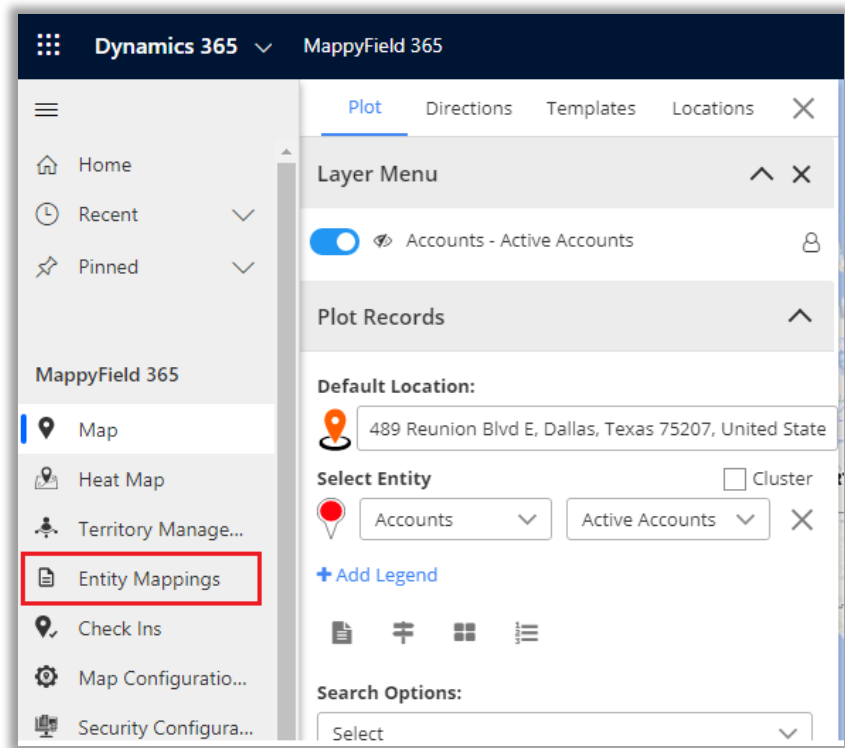 Dynamics 365 MappyField 365
Plot Directions Templates Locations
Home
Recent
Pinned
MappyField 365
Map
Heat Map
Territory Manage...
Entity Mappings
Check Ins
Map Configuratio...
Security Configura...
Layer Menu
Accounts - Active Accounts
Plot Records
Default Location:
489 Reunion Blvd E, Dallas, Texas 75207, United State
Select Entity Cluster
Accounts Active Accounts
Add Legend
Search Options:
Select